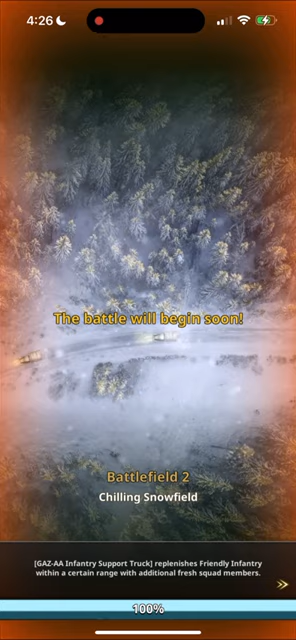 4:26
The battle will begin soon!
Battlefield 2
Chilling Snowfield
[GAZ-AA Infantry Support Truck] replenishes Friendly Infantry
within a certain range with additional fresh squad members.
100%